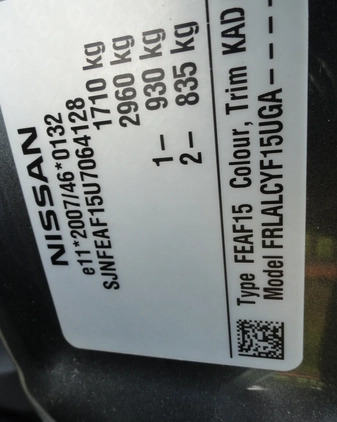 NISSAN
e11*2007/46*0132
SJNFEAF15U7064128
1710 kg
2960 kg
1- 930 kg
2- 835 kg
Type FEAF15 Colour, Trim KAD
Model FRLALCYF15UGA----